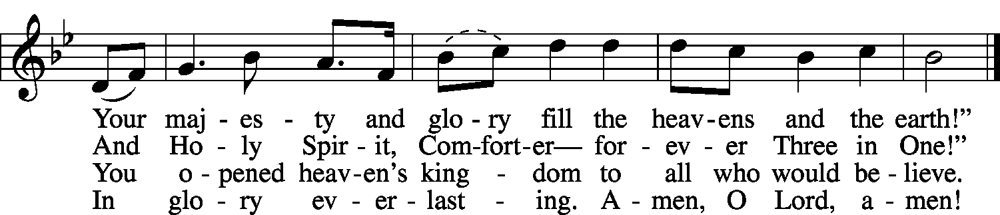 Your maj - es - ty and glo - ry fill the heav - ens and the earth!”
And Ho - ly Spir - it, Com - fort - er— for - ev - er Three in One!”
You o - pened heav - en’s king - dom to all who would be - lieve.
In glo - ry ev - er - last - ing. A - men, O Lord, a - men!